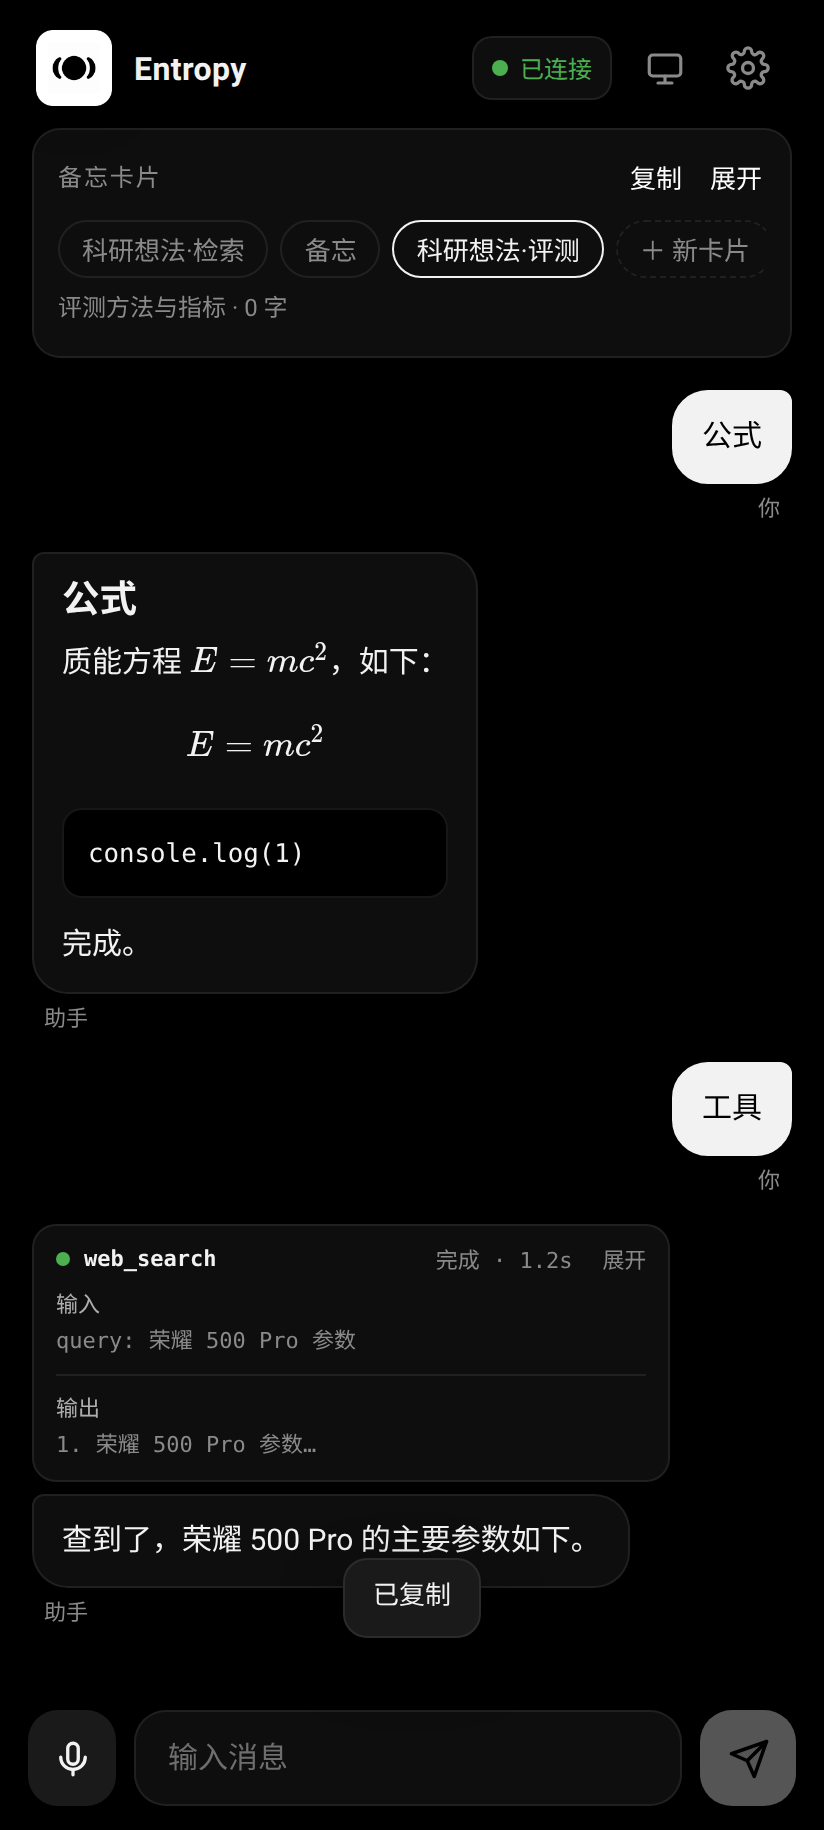 Entropy
已连接
备忘卡片
复制 展开
科研想法·检索 备忘 科研想法·评测 + 新卡片
评测方法与指标 · 0 字
公式
你
公式
质能方程 E = mc²，如下：
E = mc²
console.log(1)
完成。
助手
工具
你
web_search 完成 · 1.2s 展开
输入
query: 荣耀 500 Pro 参数
输出
1. 荣耀 500 Pro 参数…
查到了，荣耀 500 Pro 的主要参数如下。
已复制
助手
输入消息